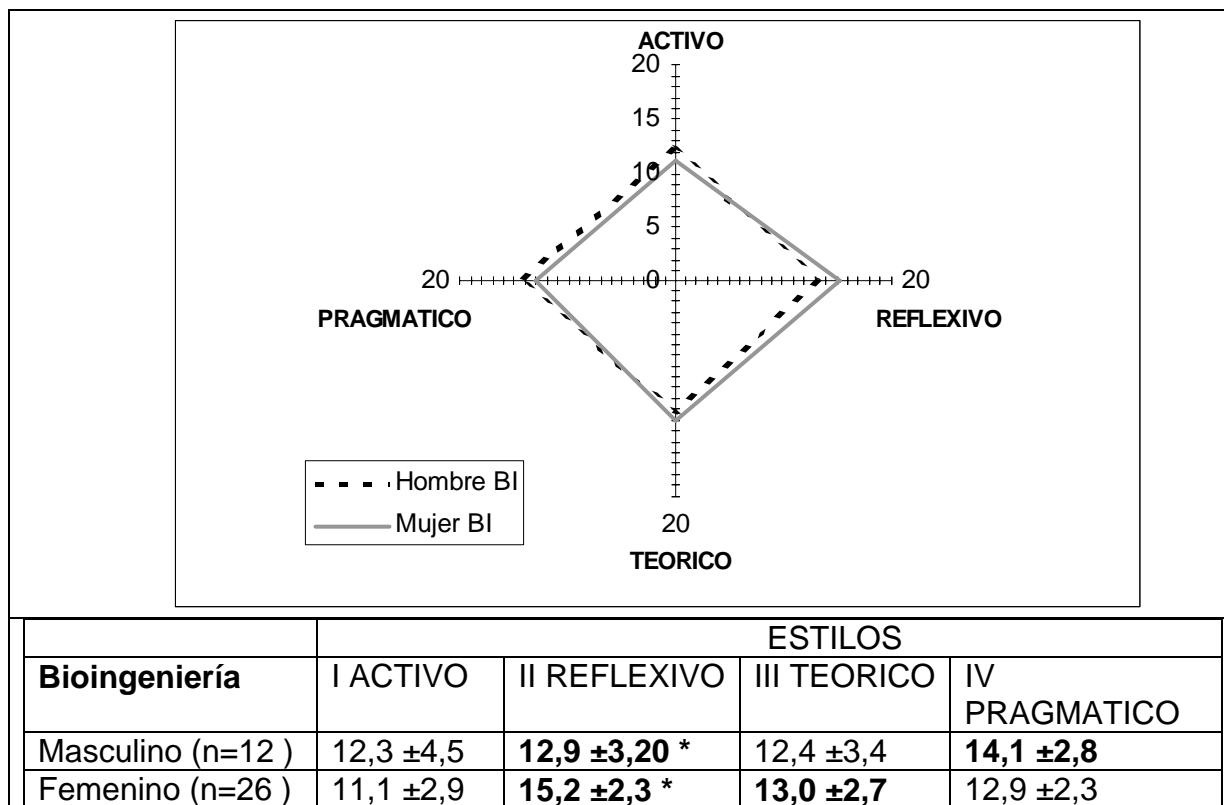 ACTIVO
20
15
10
5
20
0
20
PRAGMATICO
REFLEXIVO
Hombre BI
Mujer BI
20
TEORICO
ESTILOS
Bioingeniería I ACTIVO II REFLEXIVO III TEORICO IV PRAGMATICO
Masculino (n=12 ) 12,3 ±4,5 12,9 ±3,20 * 12,4 ±3,4 14,1 ±2,8
Femenino (n=26 ) 11,1 ±2,9 15,2 ±2,3 * 13,0 ±2,7 12,9 ±2,3